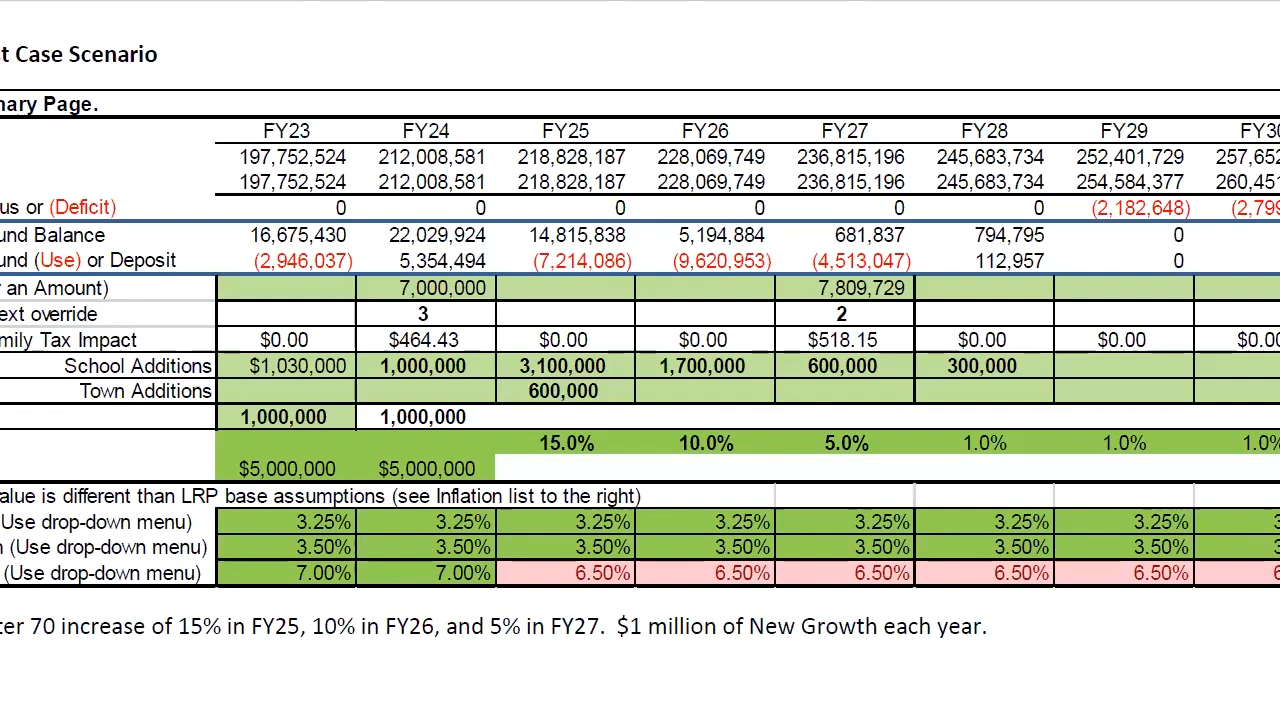 t Case Scenario
nary Page.
FY23 FY24 FY25 FY26 FY27 FY28 FY29 FY30
197,752,524 212,008,581 218,828,187 228,069,749 236,815,196 245,683,734 252,401,729 257,652
197,752,524 212,008,581 218,828,187 228,069,749 236,815,196 245,683,734 254,584,377 260,451
us or (Deficit) 0 0 0 0 0 0 (2,182,648) (2,799
und Balance 16,675,430 22,029,924 14,815,838 5,194,884 681,837 794,795 0
und (Use) or Deposit (2,946,037) 5,354,494 (7,214,086) (9,620,953) (4,513,047) 112,957 0
an Amount) 7,000,000 7,809,729
ext override 3 2
mily Tax Impact $0.00 $464.43 $0.00 $0.00 $518.15 $0.00 $0.00 $0.00
School Additions $1,030,000 1,000,000 3,100,000 1,700,000 600,000 300,000
Town Additions 600,000
1,000,000 1,000,000
15.0% 10.0% 5.0% 1.0% 1.0% 1.0%
$5,000,000 $5,000,000
alue is different than LRP base assumptions (see Inflation list to the right)
Use drop-down menu) 3.25% 3.25% 3.25% 3.25% 3.25% 3.25% 3.25% 3
n (Use drop-down menu) 3.50% 3.50% 3.50% 3.50% 3.50% 3.50% 3.50% 3
(Use drop-down menu) 7.00% 7.00% 6.50% 6.50% 6.50% 6.50% 6.50% 6
ter 70 increase of 15% in FY25, 10% in FY26, and 5% in FY27. $1 million of New Growth each year.